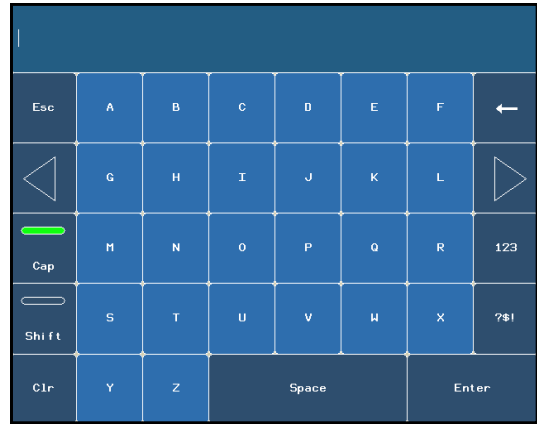 Esc A B C D E F ←
G H I J K L
Cap M N O P Q R 123
Shift S T U V W X ?$!
Clr Y Z Space Enter